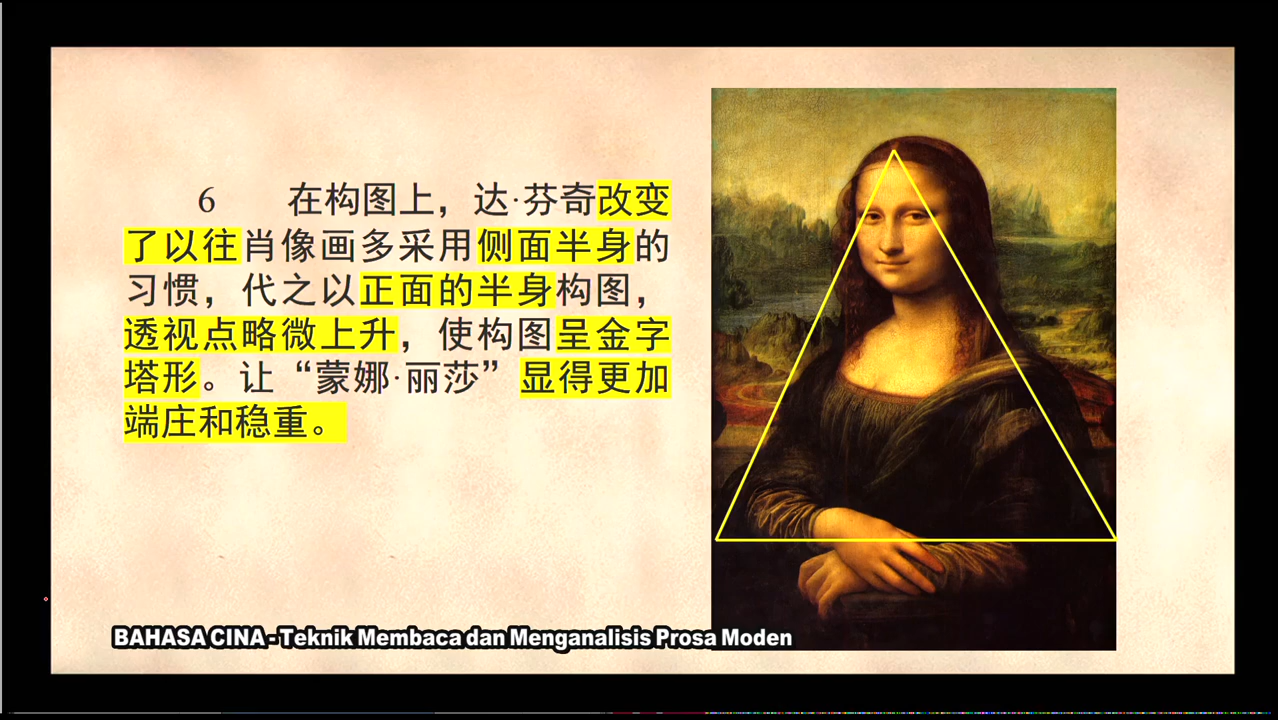 6 在构图上，达·芬奇改变
了以往肖像画多采用侧面半身的
习惯，代之以正面的半身构图，
透视点略微上升，使构图呈金字
塔形。让“蒙娜·丽莎”显得更加
端庄和稳重。
BAHASA CINA - Teknik Membaca dan Menganalisis Prosa Moden